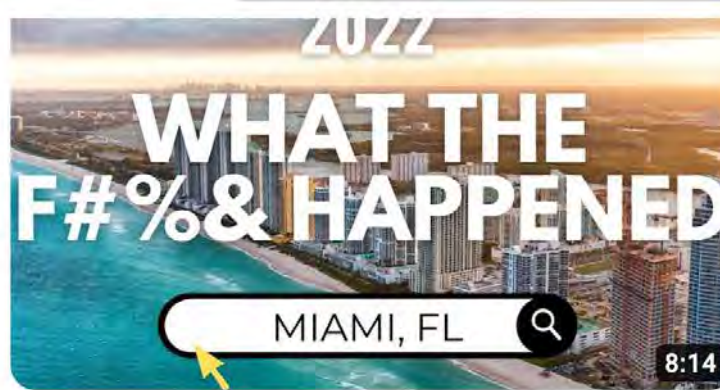 2022
WHAT THE
F#%& HAPPENED
MIAMI, FL
8:14